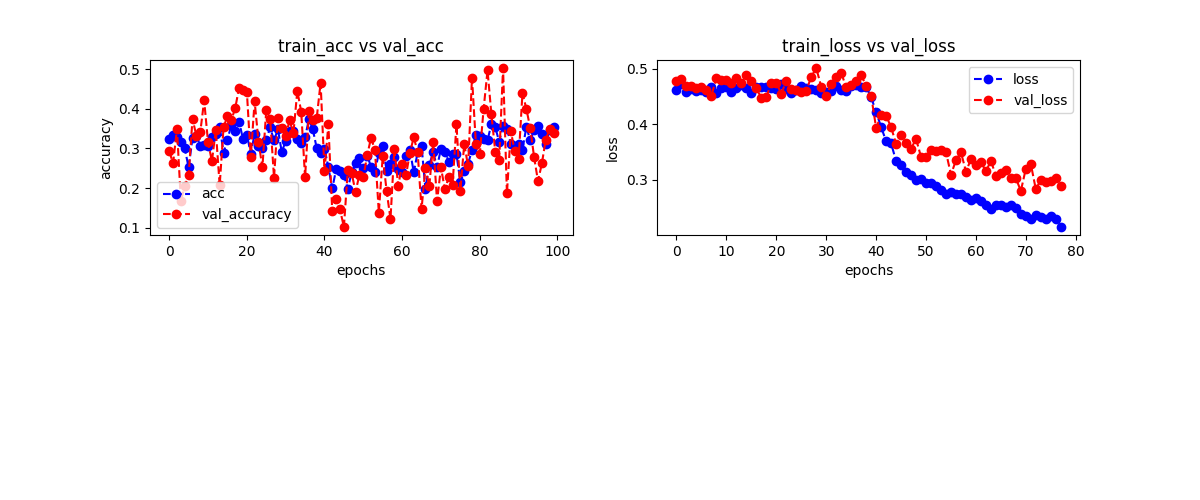 train_acc vs val_acc
train_loss vs val_loss
accuracy
0.5
0.4
0.3
0.2
0.1
acc
val_accuracy
0
20
40
60
80
100
epochs
loss
0.5
0.4
0.3
loss
val_loss
0
10
20
30
40
50
60
70
80
epochs